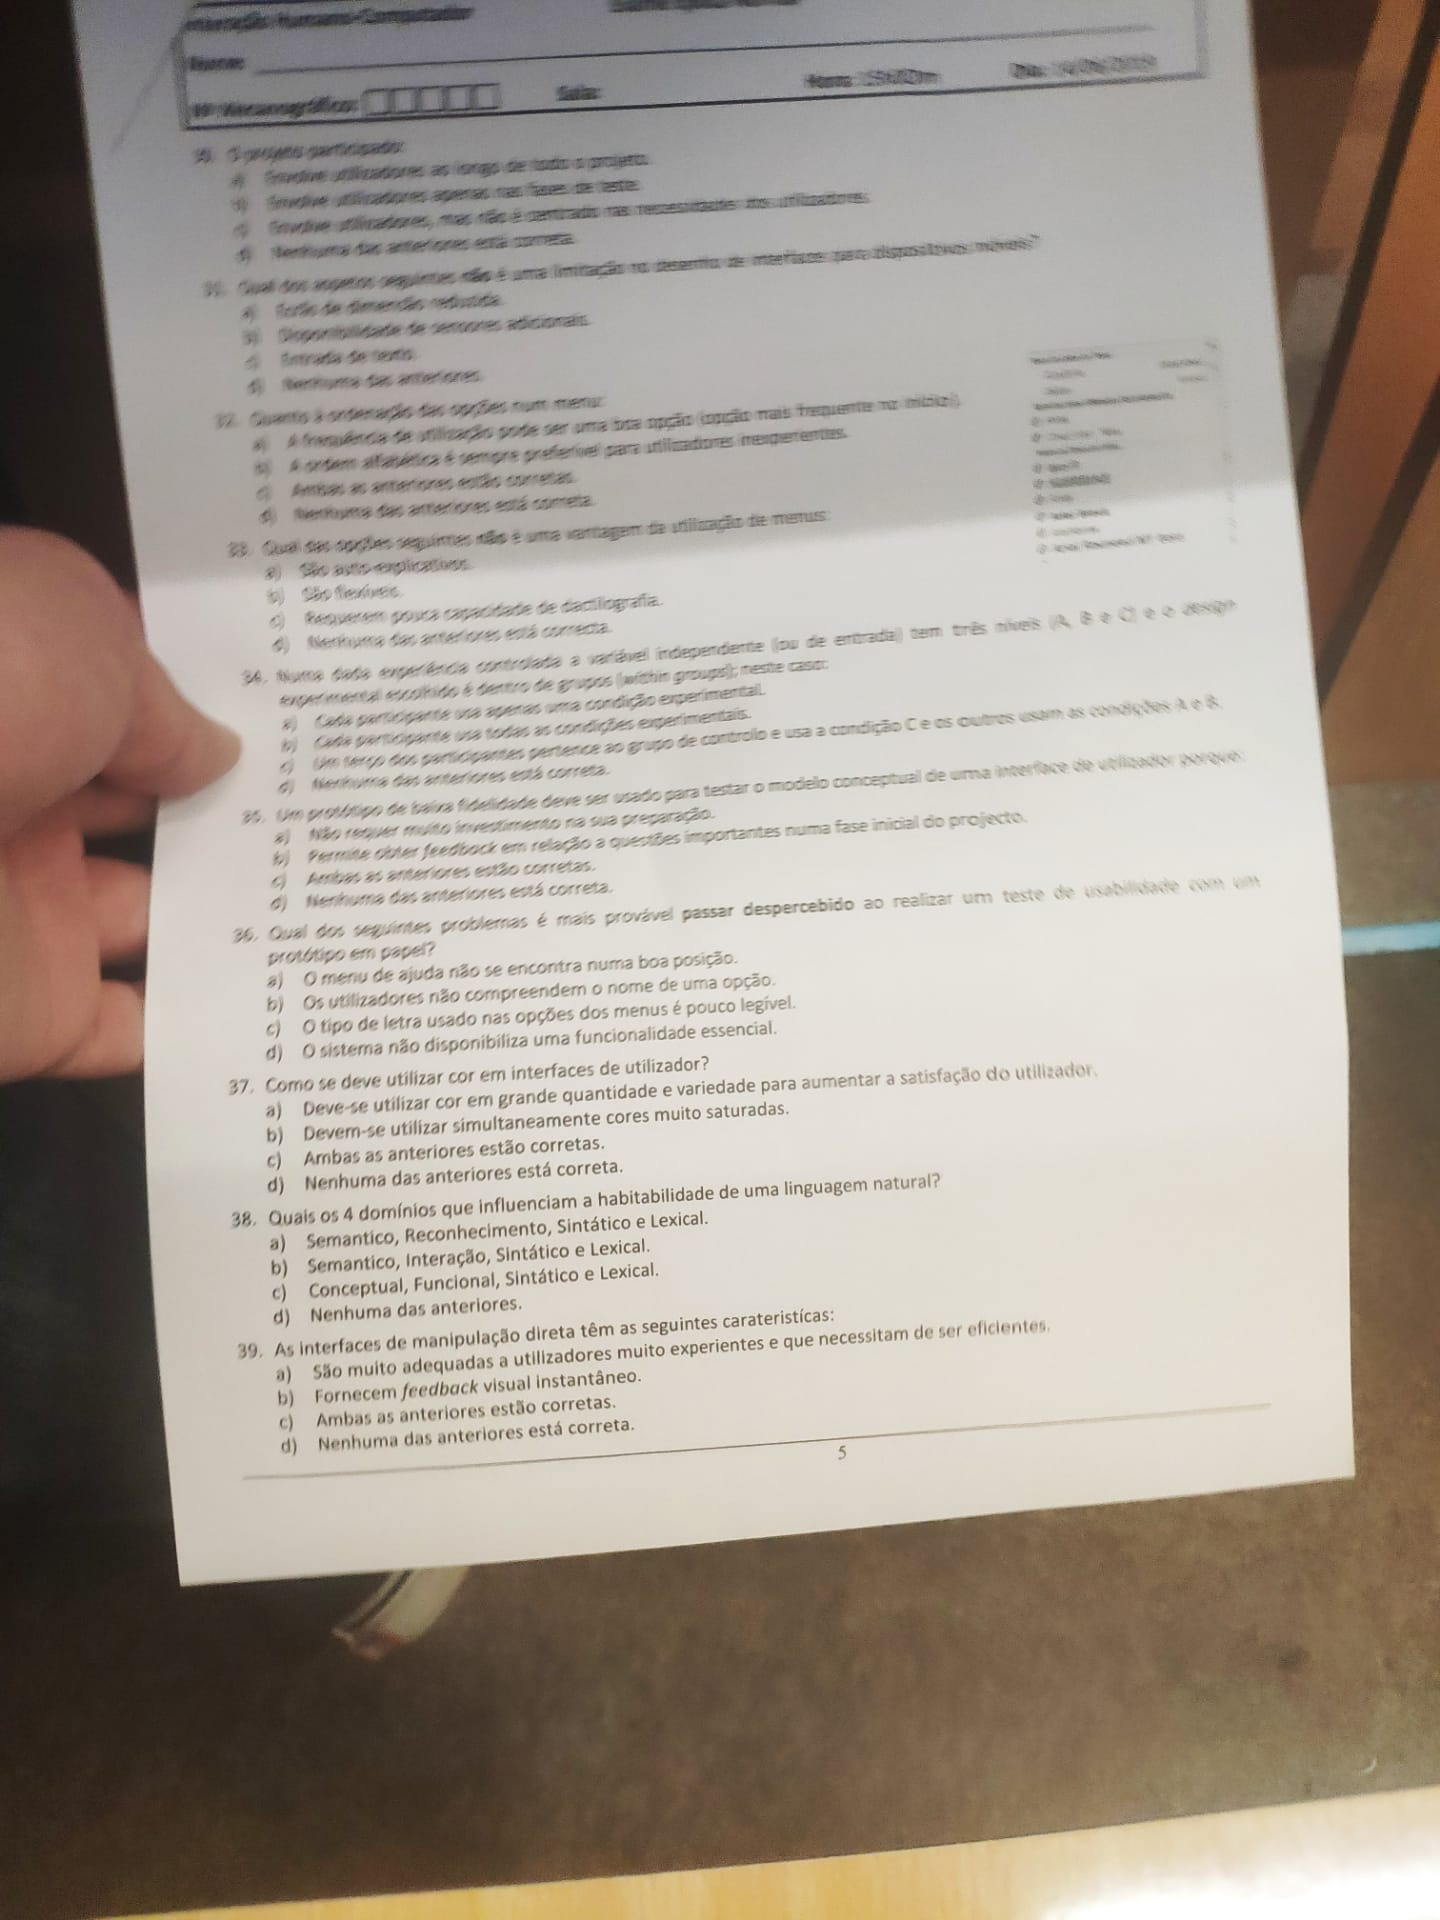 Interação Humano-Computador
Nome:
Nº Mecanográfico:
Sala:
Hora: 15h00m
30. O projeto participado:
a) Envolve utilizadores ao longo de todo o projeto.
b) Envolve utilizadores apenas nas fases de teste.
c) Envolve utilizadores, mas não é centrado nas necessidades dos utilizadores.
d) Nenhuma das anteriores está correta.
31. Qual dos aspetos seguintes não é uma limitação no desenho de interfaces para dispositivos móveis?
a) Ecrãs de dimensão reduzida.
b) Disponibilidade de sensores adicionais.
c) Entrada de texto.
d) Nenhuma das anteriores.
32. Quanto à ordenação das opções num menu:
a) A frequência de utilização pode ser uma boa opção (opção mais frequente no início).
b) A ordem alfabética é sempre preferível para utilizadores inexperientes.
c) Ambas as anteriores estão corretas.
d) Nenhuma das anteriores está correta.
33. Qual das opções seguintes não é uma vantagem da utilização de menus:
a) São auto-explicativos.
b) São flexíveis.
c) Requerem pouca capacidade de dactilografia.
d) Nenhuma das anteriores está correcta.
34. Numa dada experiência controlada a variável independente (ou de entrada) tem três níveis (A, B e C) e o design
experimental escolhido é dentro de grupos (within groups); neste caso:
a) Cada participante usa apenas uma condição experimental.
b) Cada participante usa todas as condições experimentais.
c) Um terço dos participantes pertence ao grupo de controlo e usa a condição C e os outros usam as condições A e B.
d) Nenhuma das anteriores está correta.
35. Um protótipo de baixa fidelidade deve ser usado para testar o modelo conceptual de uma interface de utilizador porque:
a) Não requer muito investimento na sua preparação.
b) Permite obter feedback em relação a questões importantes numa fase inicial do projecto.
c) Ambas as anteriores estão corretas.
d) Nenhuma das anteriores está correta.
36. Qual dos seguintes problemas é mais provável passar despercebido ao realizar um teste de usabilidade com um
protótipo em papel?
a) O menu de ajuda não se encontra numa boa posição.
b) Os utilizadores não compreendem o nome de uma opção.
c) O tipo de letra usado nas opções dos menus é pouco legível.
d) O sistema não disponibiliza uma funcionalidade essencial.
37. Como se deve utilizar cor em interfaces de utilizador?
a) Deve-se utilizar cor em grande quantidade e variedade para aumentar a satisfação do utilizador.
b) Devem-se utilizar simultaneamente cores muito saturadas.
c) Ambas as anteriores estão corretas.
d) Nenhuma das anteriores está correta.
38. Quais os 4 domínios que influenciam a habitabilidade de uma linguagem natural?
a) Semantico, Reconhecimento, Sintático e Lexical.
b) Semantico, Interação, Sintático e Lexical.
c) Conceptual, Funcional, Sintático e Lexical.
d) Nenhuma das anteriores.
39. As interfaces de manipulação direta têm as seguintes carateristícas:
a) São muito adequadas a utilizadores muito experientes e que necessitam de ser eficientes.
b) Fornecem feedback visual instantâneo.
c) Ambas as anteriores estão corretas.
d) Nenhuma das anteriores está correta.
5